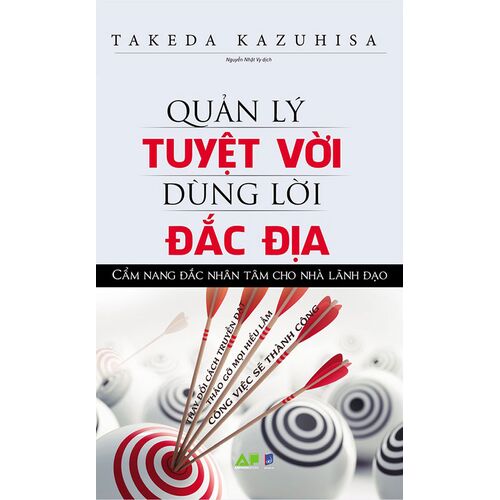 TAKEDA KAZUHISA
Nguyễn Nhật Vy dịch
QUẢN LÝ
TUYỆT VỜI
DÙNG LỜI
ĐẮC ĐỊA
CẨM NANG ĐẮC NHÂN TÂM CHO NHÀ LÃNH ĐẠO
THAY ĐỔI CÁCH TRUYỀN ĐẠT
THÁO GỠ MỌI HIỂU LẦM
CÔNG VIỆC SẼ THÀNH CÔNG